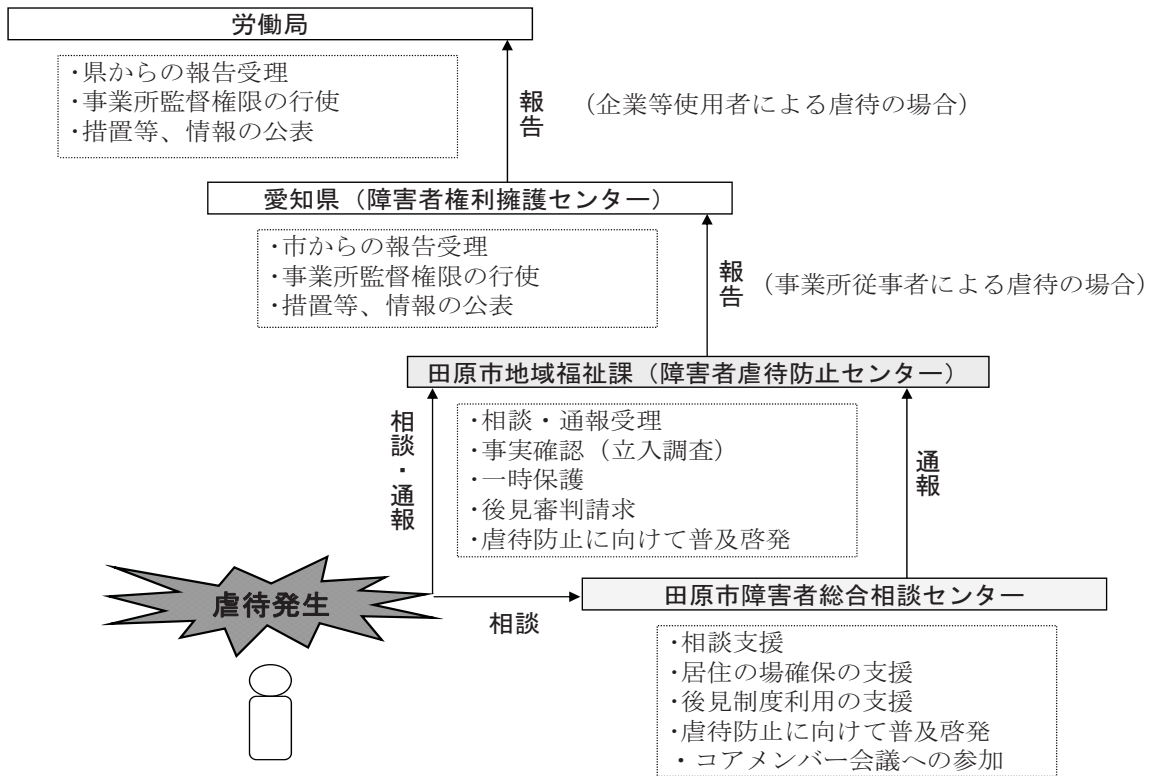 労働局
・県からの報告受理
・事業所監督権限の行使
・措置等、情報の公表
報告
（企業等使用者による虐待の場合）
愛知県（障害者権利擁護センター）
・市からの報告受理
・事業所監督権限の行使
・措置等、情報の公表
報告
（事業所従事者による虐待の場合）
田原市地域福祉課（障害者虐待防止センター）
相談・通報
・相談・通報受理
・事実確認（立入調査）
・一時保護
・後見審判請求
・虐待防止に向けて普及啓発
通報
虐待発生
相談
田原市障害者総合相談センター
・相談支援
・居住の場確保の支援
・後見制度利用の支援
・虐待防止に向けて普及啓発
・コアメンバー会議への参加